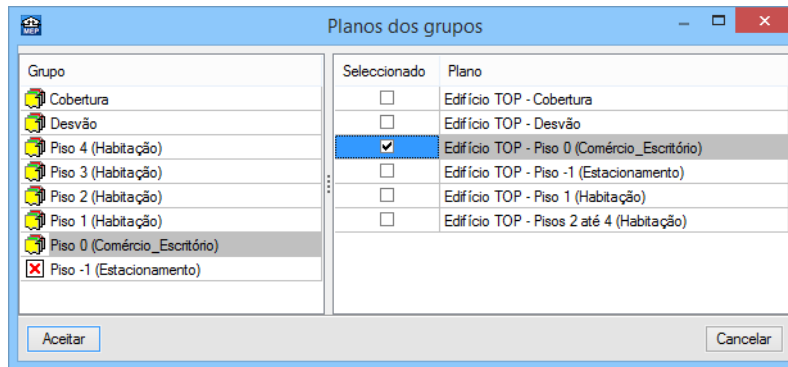 MEP
Planos dos grupos
Grupo
Cobertura
Desvão
Piso 4 (Habitação)
Piso 3 (Habitação)
Piso 2 (Habitação)
Piso 1 (Habitação)
Piso 0 (Comércio_Escritório)
Piso -1 (Estacionamento)
Seleccionado Plano
Edifício TOP - Cobertura
Edifício TOP - Desvão
Edifício TOP - Piso 0 (Comércio_Escritório)
Edifício TOP - Piso -1 (Estacionamento)
Edifício TOP - Piso 1 (Habitação)
Edifício TOP - Pisos 2 até 4 (Habitação)
Aceitar
Cancelar